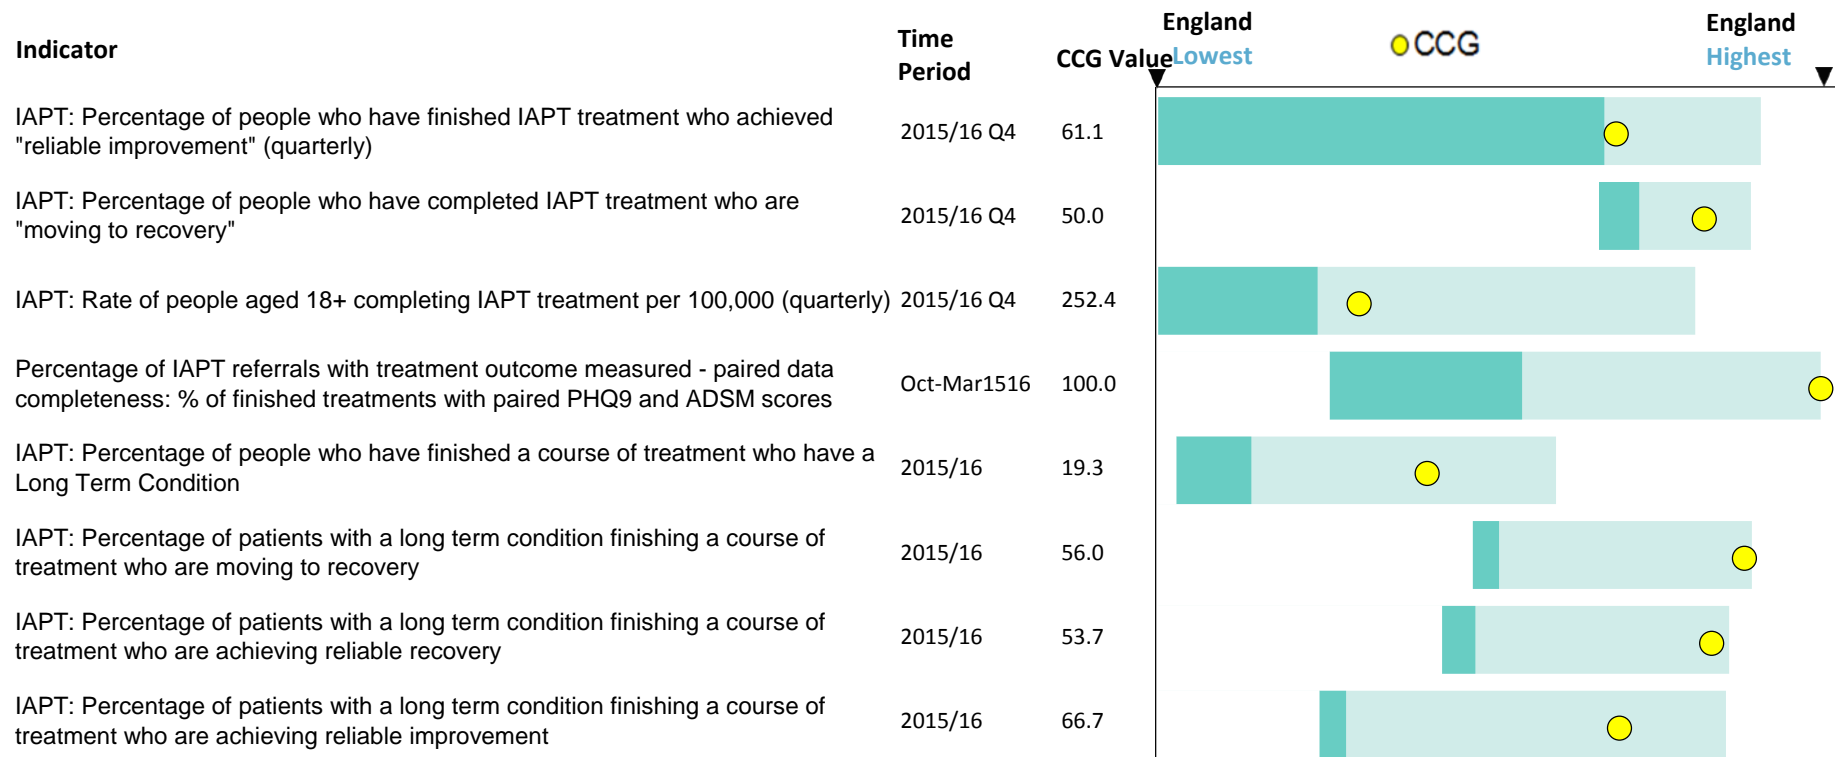 Indicator
Time
Period
CCG Value
England
Lowest
CCG
England
Highest
IAPT: Percentage of people who have finished IAPT treatment who achieved
"reliable improvement" (quarterly)
2015/16 Q4
61.1
IAPT: Percentage of people who have completed IAPT treatment who are
"moving to recovery"
2015/16 Q4
50.0
IAPT: Rate of people aged 18+ completing IAPT treatment per 100,000 (quarterly)
2015/16 Q4
252.4
Percentage of IAPT referrals with treatment outcome measured - paired data
completeness: % of finished treatments with paired PHQ9 and ADSM scores
Oct-Mar1516
100.0
IAPT: Percentage of people who have finished a course of treatment who have a
Long Term Condition
2015/16
19.3
IAPT: Percentage of patients with a long term condition finishing a course of
treatment who are moving to recovery
2015/16
56.0
IAPT: Percentage of patients with a long term condition finishing a course of
treatment who are achieving reliable recovery
2015/16
53.7
IAPT: Percentage of patients with a long term condition finishing a course of
treatment who are achieving reliable improvement
2015/16
66.7